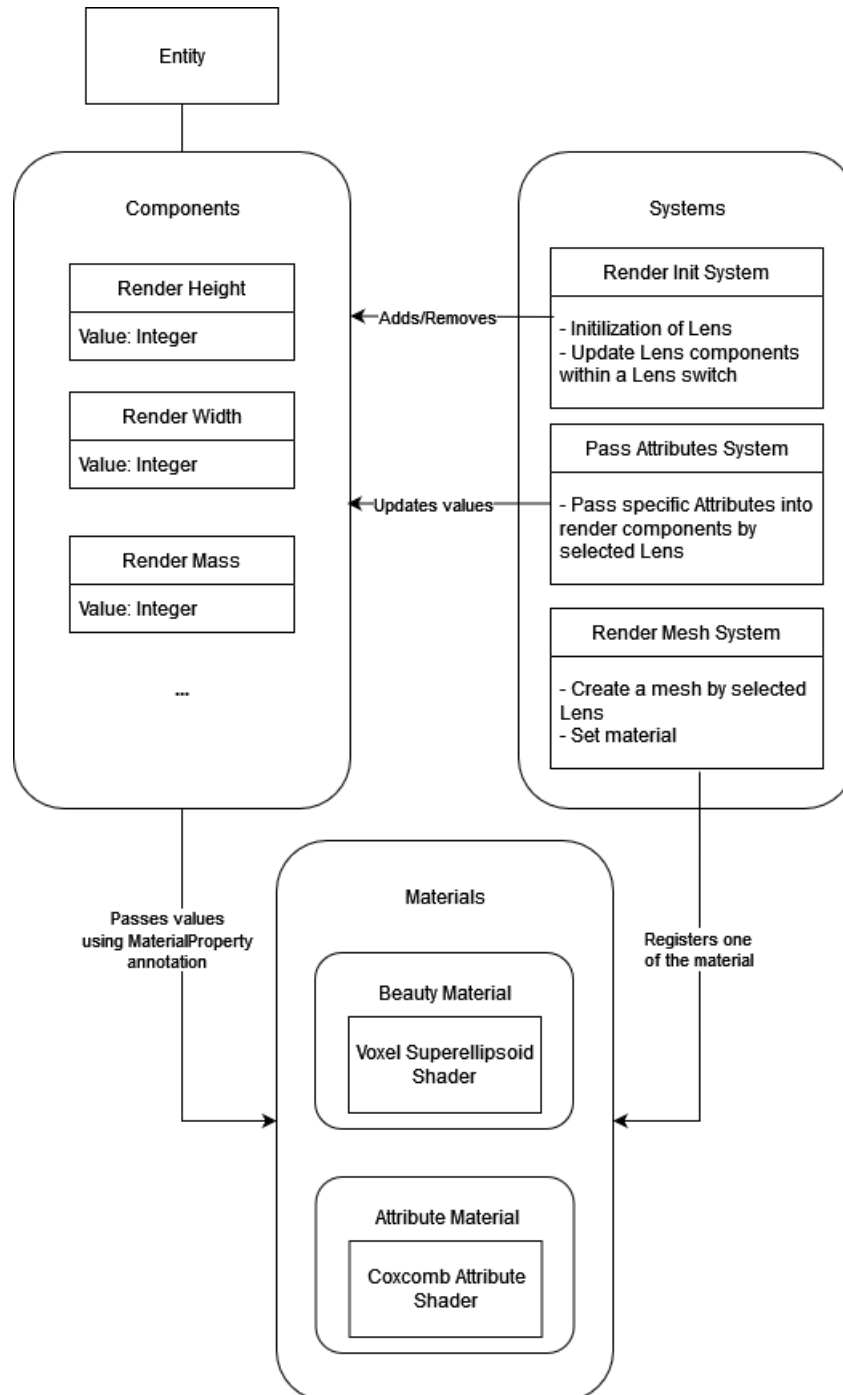 Entity
Components
Render Height
Value: Integer
Render Width
Value: Integer
Render Mass
Value: Integer
...
Adds/Removes
Updates values
Systems
Render Init System
- Initilization of Lens
- Update Lens components
within a Lens switch
Pass Attributes System
- Pass specific Attributes into
render components by
selected Lens
Render Mesh System
- Create a mesh by selected
Lens
- Set material
Passes values
using MaterialProperty
annotation
Registers one
of the material
Materials
Beauty Material
Voxel Superellipsoid
Shader
Attribute Material
Coxcomb Attribute
Shader